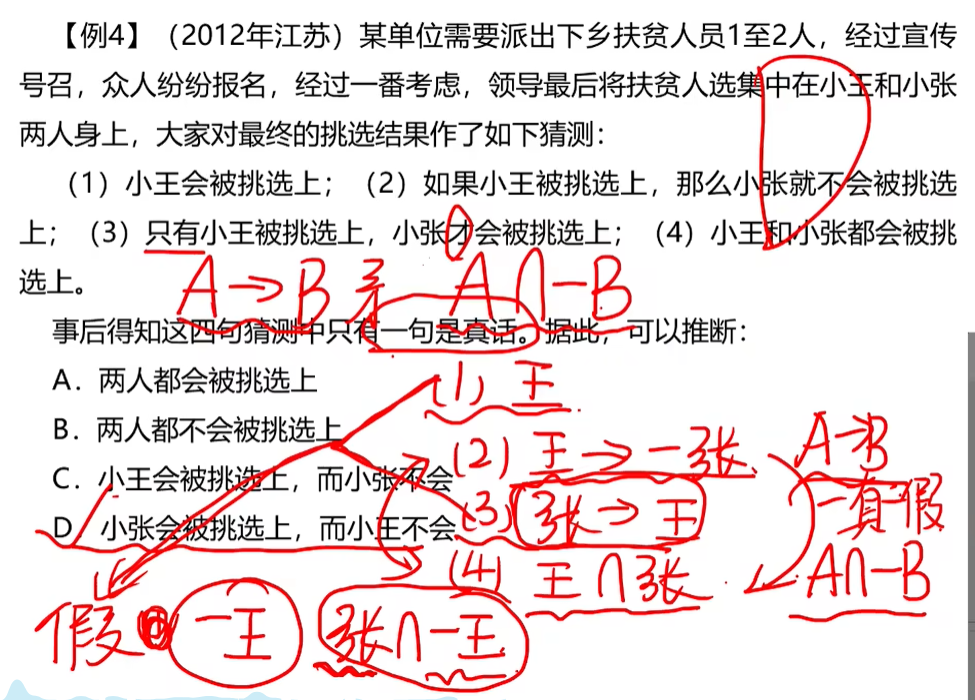 【例4】（2012年江苏）某单位需要派出下乡扶贫人员1至2人，经过宣传
号召，众人纷纷报名，经过一番考虑，领导最后将扶贫人选集中在小王和小张
两人身上，大家对最终的挑选结果作了如下猜测：
（1）小王会被挑选上；（2）如果小王被挑选上，那么小张就不会被挑选
上；（3）只有小王被挑选上，小张才会被挑选上；（4）小王和小张都会被挑
选上。
A→B 矛 A∩−B
事后得知这四句猜测中只有一句是真话。据此，可以推断：
A．两人都会被挑选上
(1) 王
B．两人都不会被挑选上
(2) 王→−张 A→B
C．小王会被挑选上，而小张不会
(3) 张→王 一真一假
D．小张会被挑选上，而小王不会
(4) 王∩张 A∩−B
假 −王 张∩−王